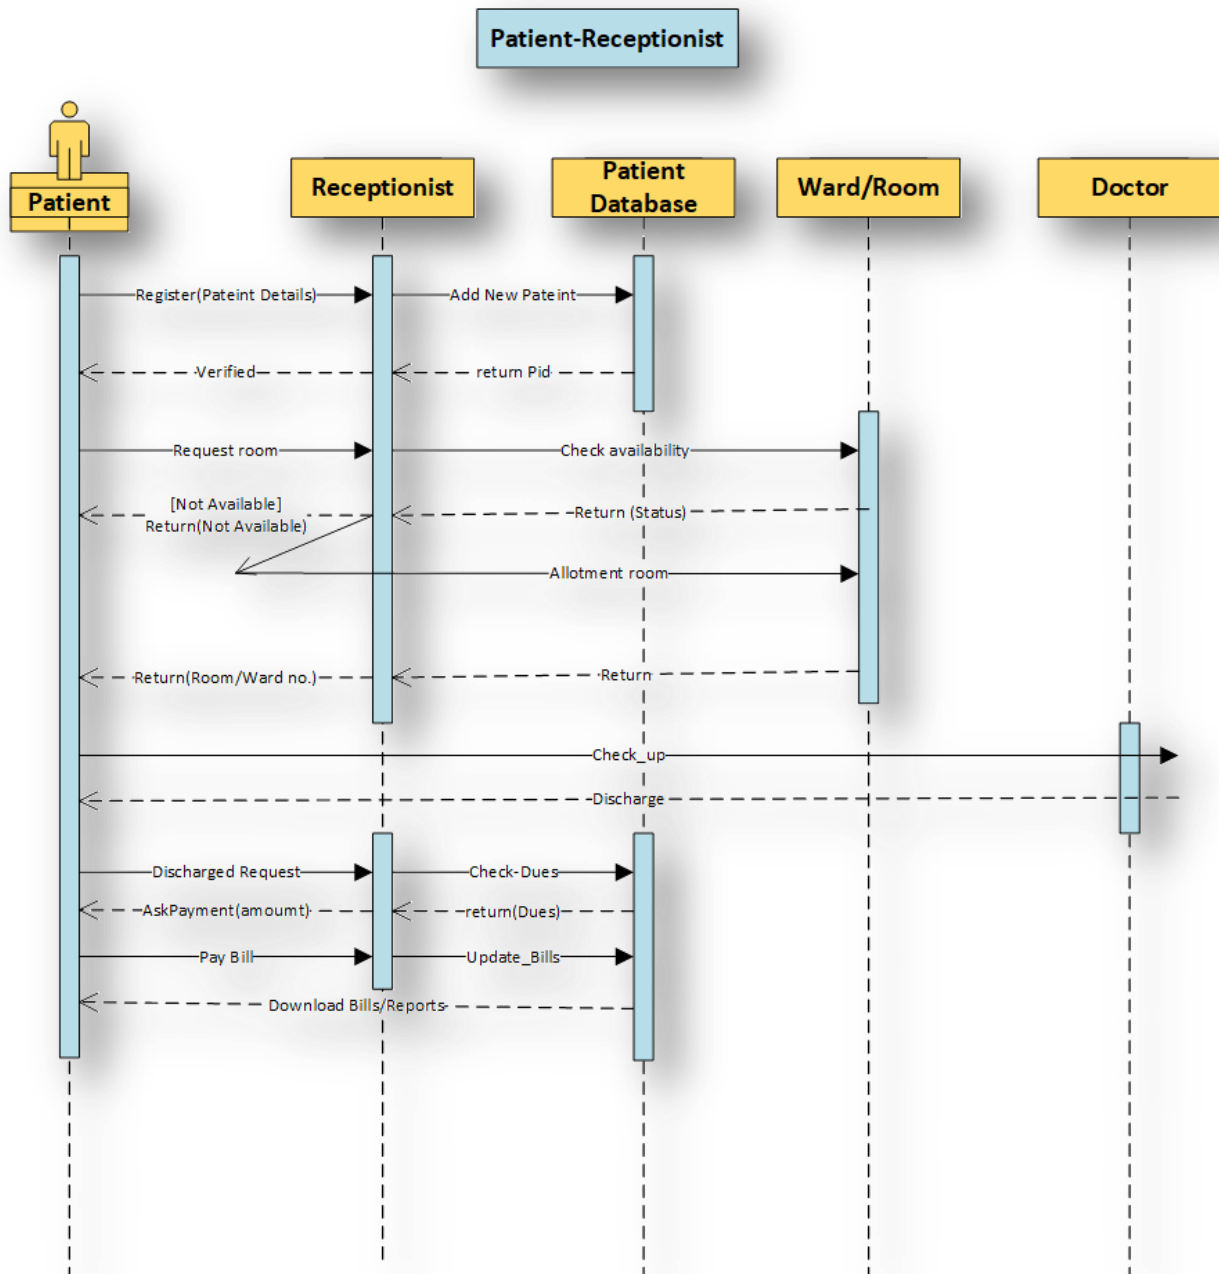 Patient-Receptionist
Patient
Receptionist
Patient
Database
Ward/Room
Doctor
Register(Pateint Details)
Add New Pateint
Verified
return Pid
Request room
Check availability
[Not Available]
Return(Not Available)
Return (Status)
Allotment room
Return(Room/Ward no.)
Return
Check_up
Discharge
Discharged Request
Check-Dues
AskPayment(amoumt)
return(Dues)
Pay Bill
Update_Bills
Download Bills/Reports